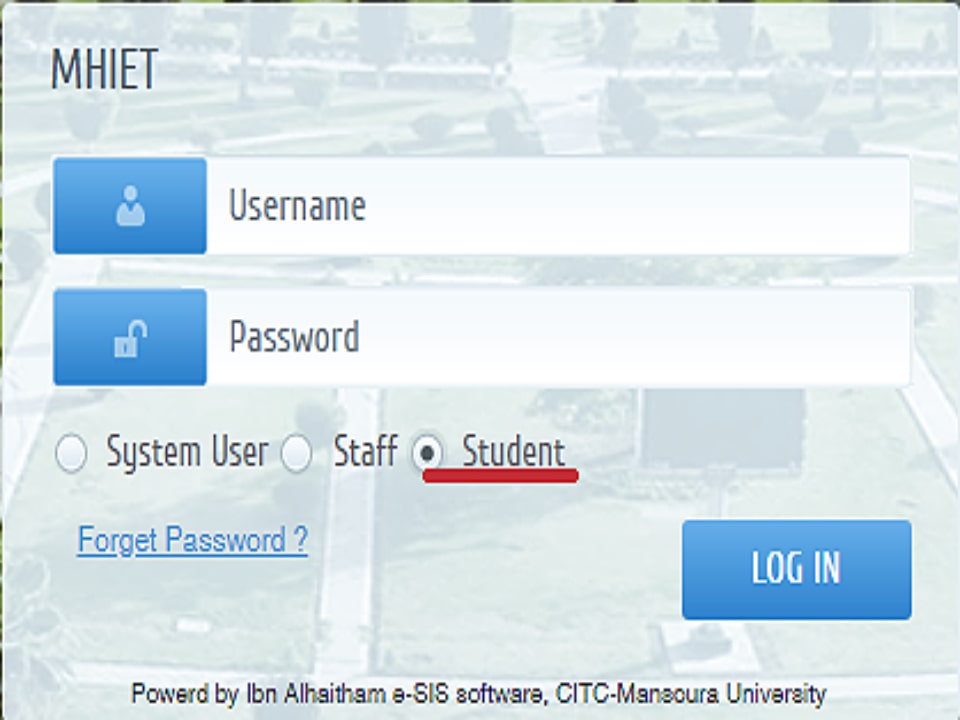 MHIET
Username
Password
System User Staff Student
Forget Password ?
LOG IN
Powerd by Ibn Alhaitham e-SIS software, CITC-Mansoura University